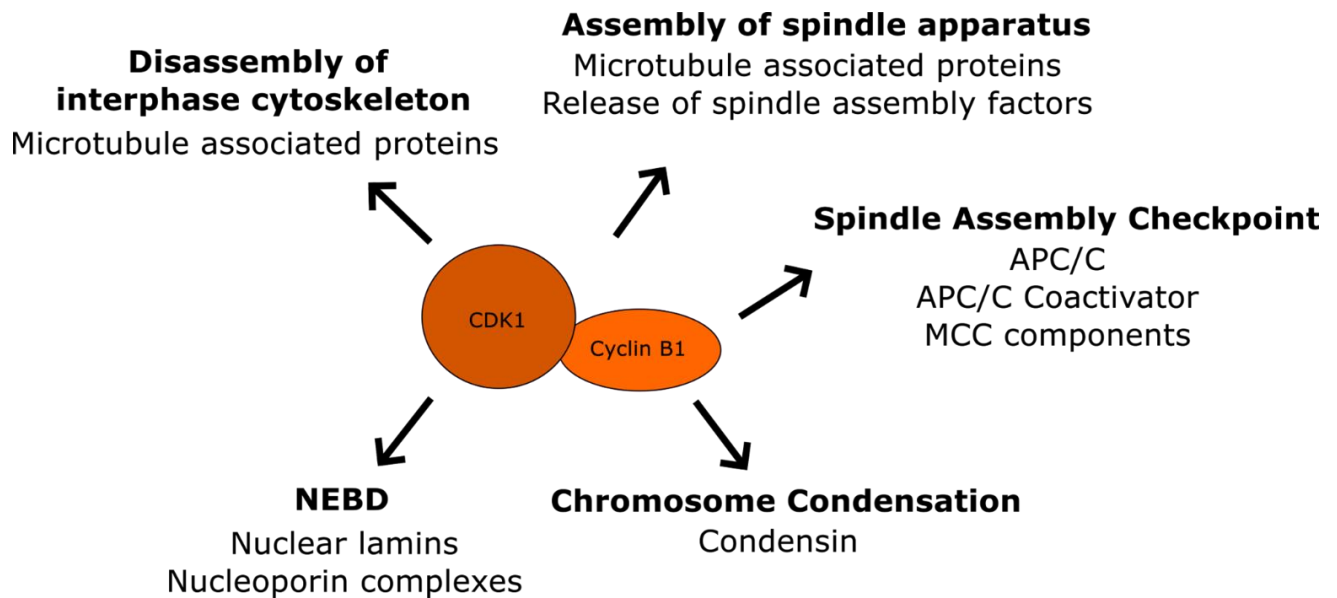 Assembly of spindle apparatus
Microtubule associated proteins
Release of spindle assembly factors
Disassembly of
interphase cytoskeleton
Microtubule associated proteins
Spindle Assembly Checkpoint
APC/C
APC/C Coactivator
MCC components
CDK1
Cyclin B1
NEBD
Nuclear lamins
Nucleoporin complexes
Chromosome Condensation
Condensin